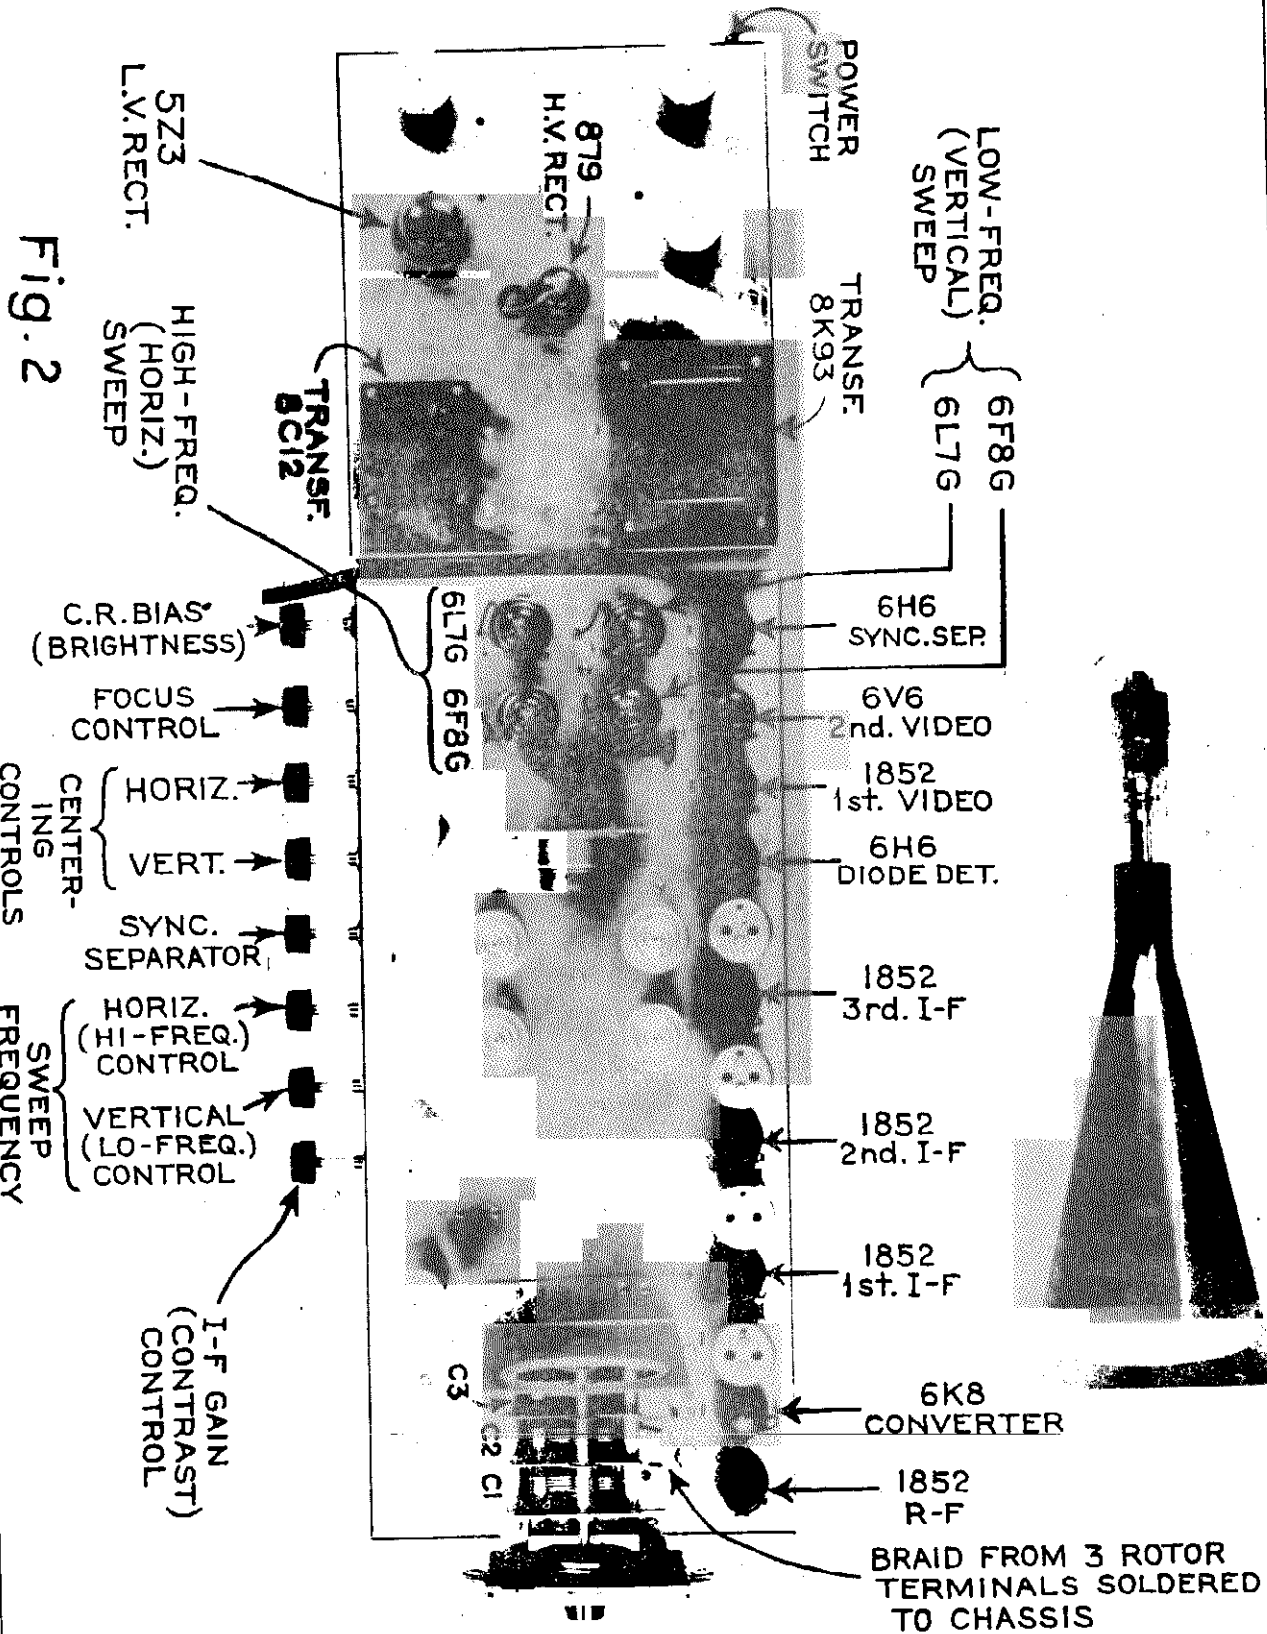 POWER
SWITCH
LOW-FREQ.
(VERTICAL)
SWEEP
6F8G
6L7G
TRANSF.
8K93
879
H.V. RECT.
5Z3
L.V. RECT.
TRANSF.
8C12
HIGH-FREQ.
(HORIZ.)
SWEEP
6L7G 6F8G
Fig. 2
6H6
SYNC. SEP.
6V6
2nd. VIDEO
1852
1st. VIDEO
6H6
DIODE DET.
1852
3rd. I-F
1852
2nd. I-F
1852
1st. I-F
6K8
CONVERTER
1852
R-F
BRAID FROM 3 ROTOR
TERMINALS SOLDERED
TO CHASSIS
C3 C2 C1
C.R. BIAS
(BRIGHTNESS)
FOCUS
CONTROL
HORIZ.
VERT.
CENTER-
ING
CONTROLS
SYNC.
SEPARATOR
HORIZ.
(HI-FREQ.)
CONTROL
VERTICAL
(LO-FREQ.)
CONTROL
SWEEP
FREQUENCY
I-F GAIN
(CONTRAST)
CONTROL